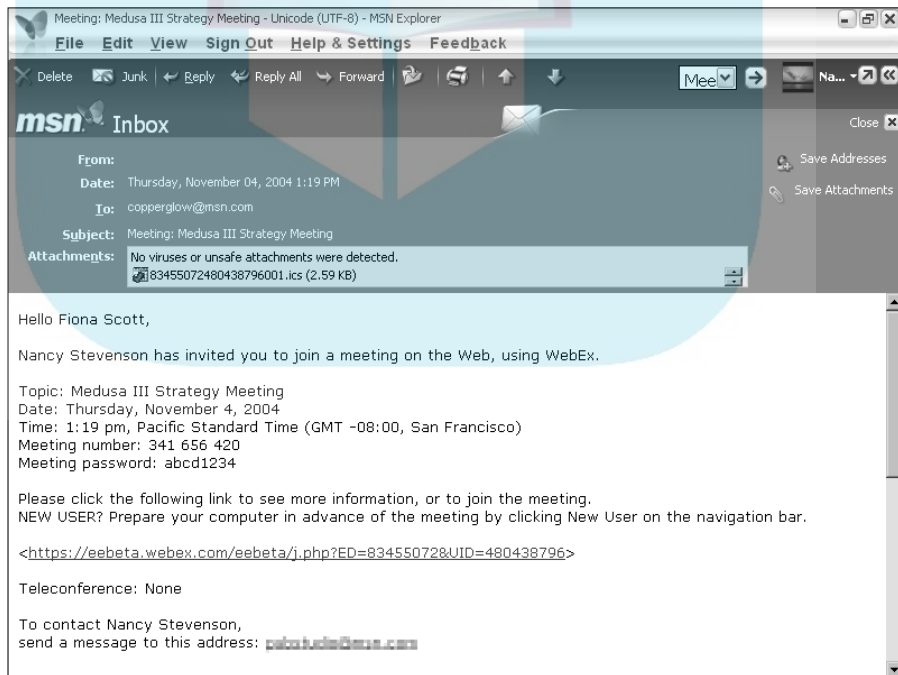 Meeting: Medusa III Strategy Meeting - Unicode (UTF-8) - MSN Explorer
File Edit View Sign Out Help & Settings Feedback
Delete Junk Reply Reply All Forward Mee Na...
msn Inbox Close
From: Save Addresses
Date: Thursday, November 04, 2004 1:19 PM
To: copperglow@msn.com Save Attachments
Subject: Meeting: Medusa III Strategy Meeting
Attachments: No viruses or unsafe attachments were detected.
83455072480438796001.ics (2.59 KB)
Hello Fiona Scott,
Nancy Stevenson has invited you to join a meeting on the Web, using WebEx.
Topic: Medusa III Strategy Meeting
Date: Thursday, November 4, 2004
Time: 1:19 pm, Pacific Standard Time (GMT -08:00, San Francisco)
Meeting number: 341 656 420
Meeting password: abcd1234
Please click the following link to see more information, or to join the meeting.
NEW USER? Prepare your computer in advance of the meeting by clicking New User on the navigation bar.
<https://eebeta.webex.com/eebeta/j.php?ED=83455072&UID=480438796>
Teleconference: None
To contact Nancy Stevenson,
send a message to this address: